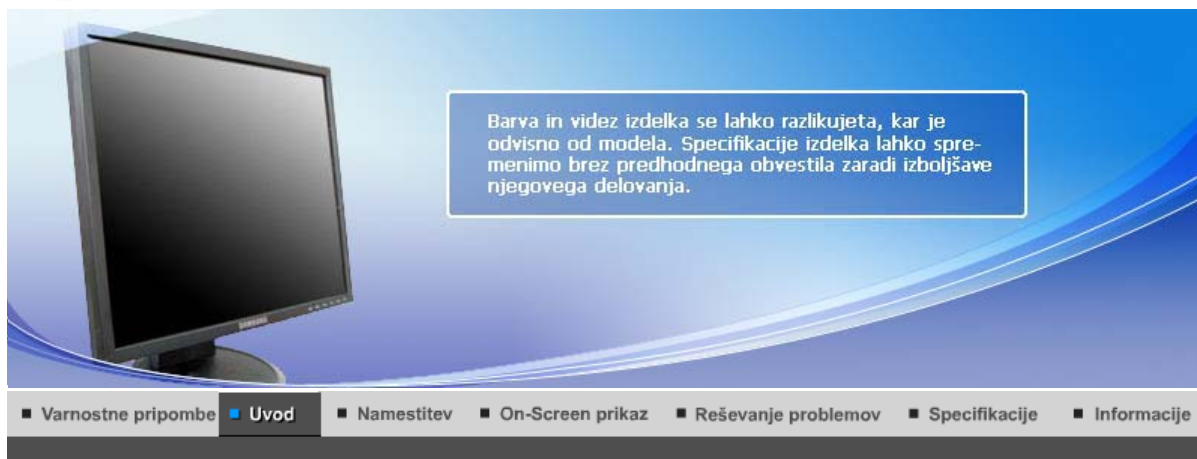 Barva in videz izdelka se lahko razlikujeta, kar je
odvisno od modela. Specifikacije izdelka lahko spre-
menimo brez predhodnega obvestila zaradi izboljšave
njegovega delovanja.
SAMSUNG
Varnostne pripombe Uvod Namestitev On-Screen prikaz Reševanje problemov Specifikacije Informacije